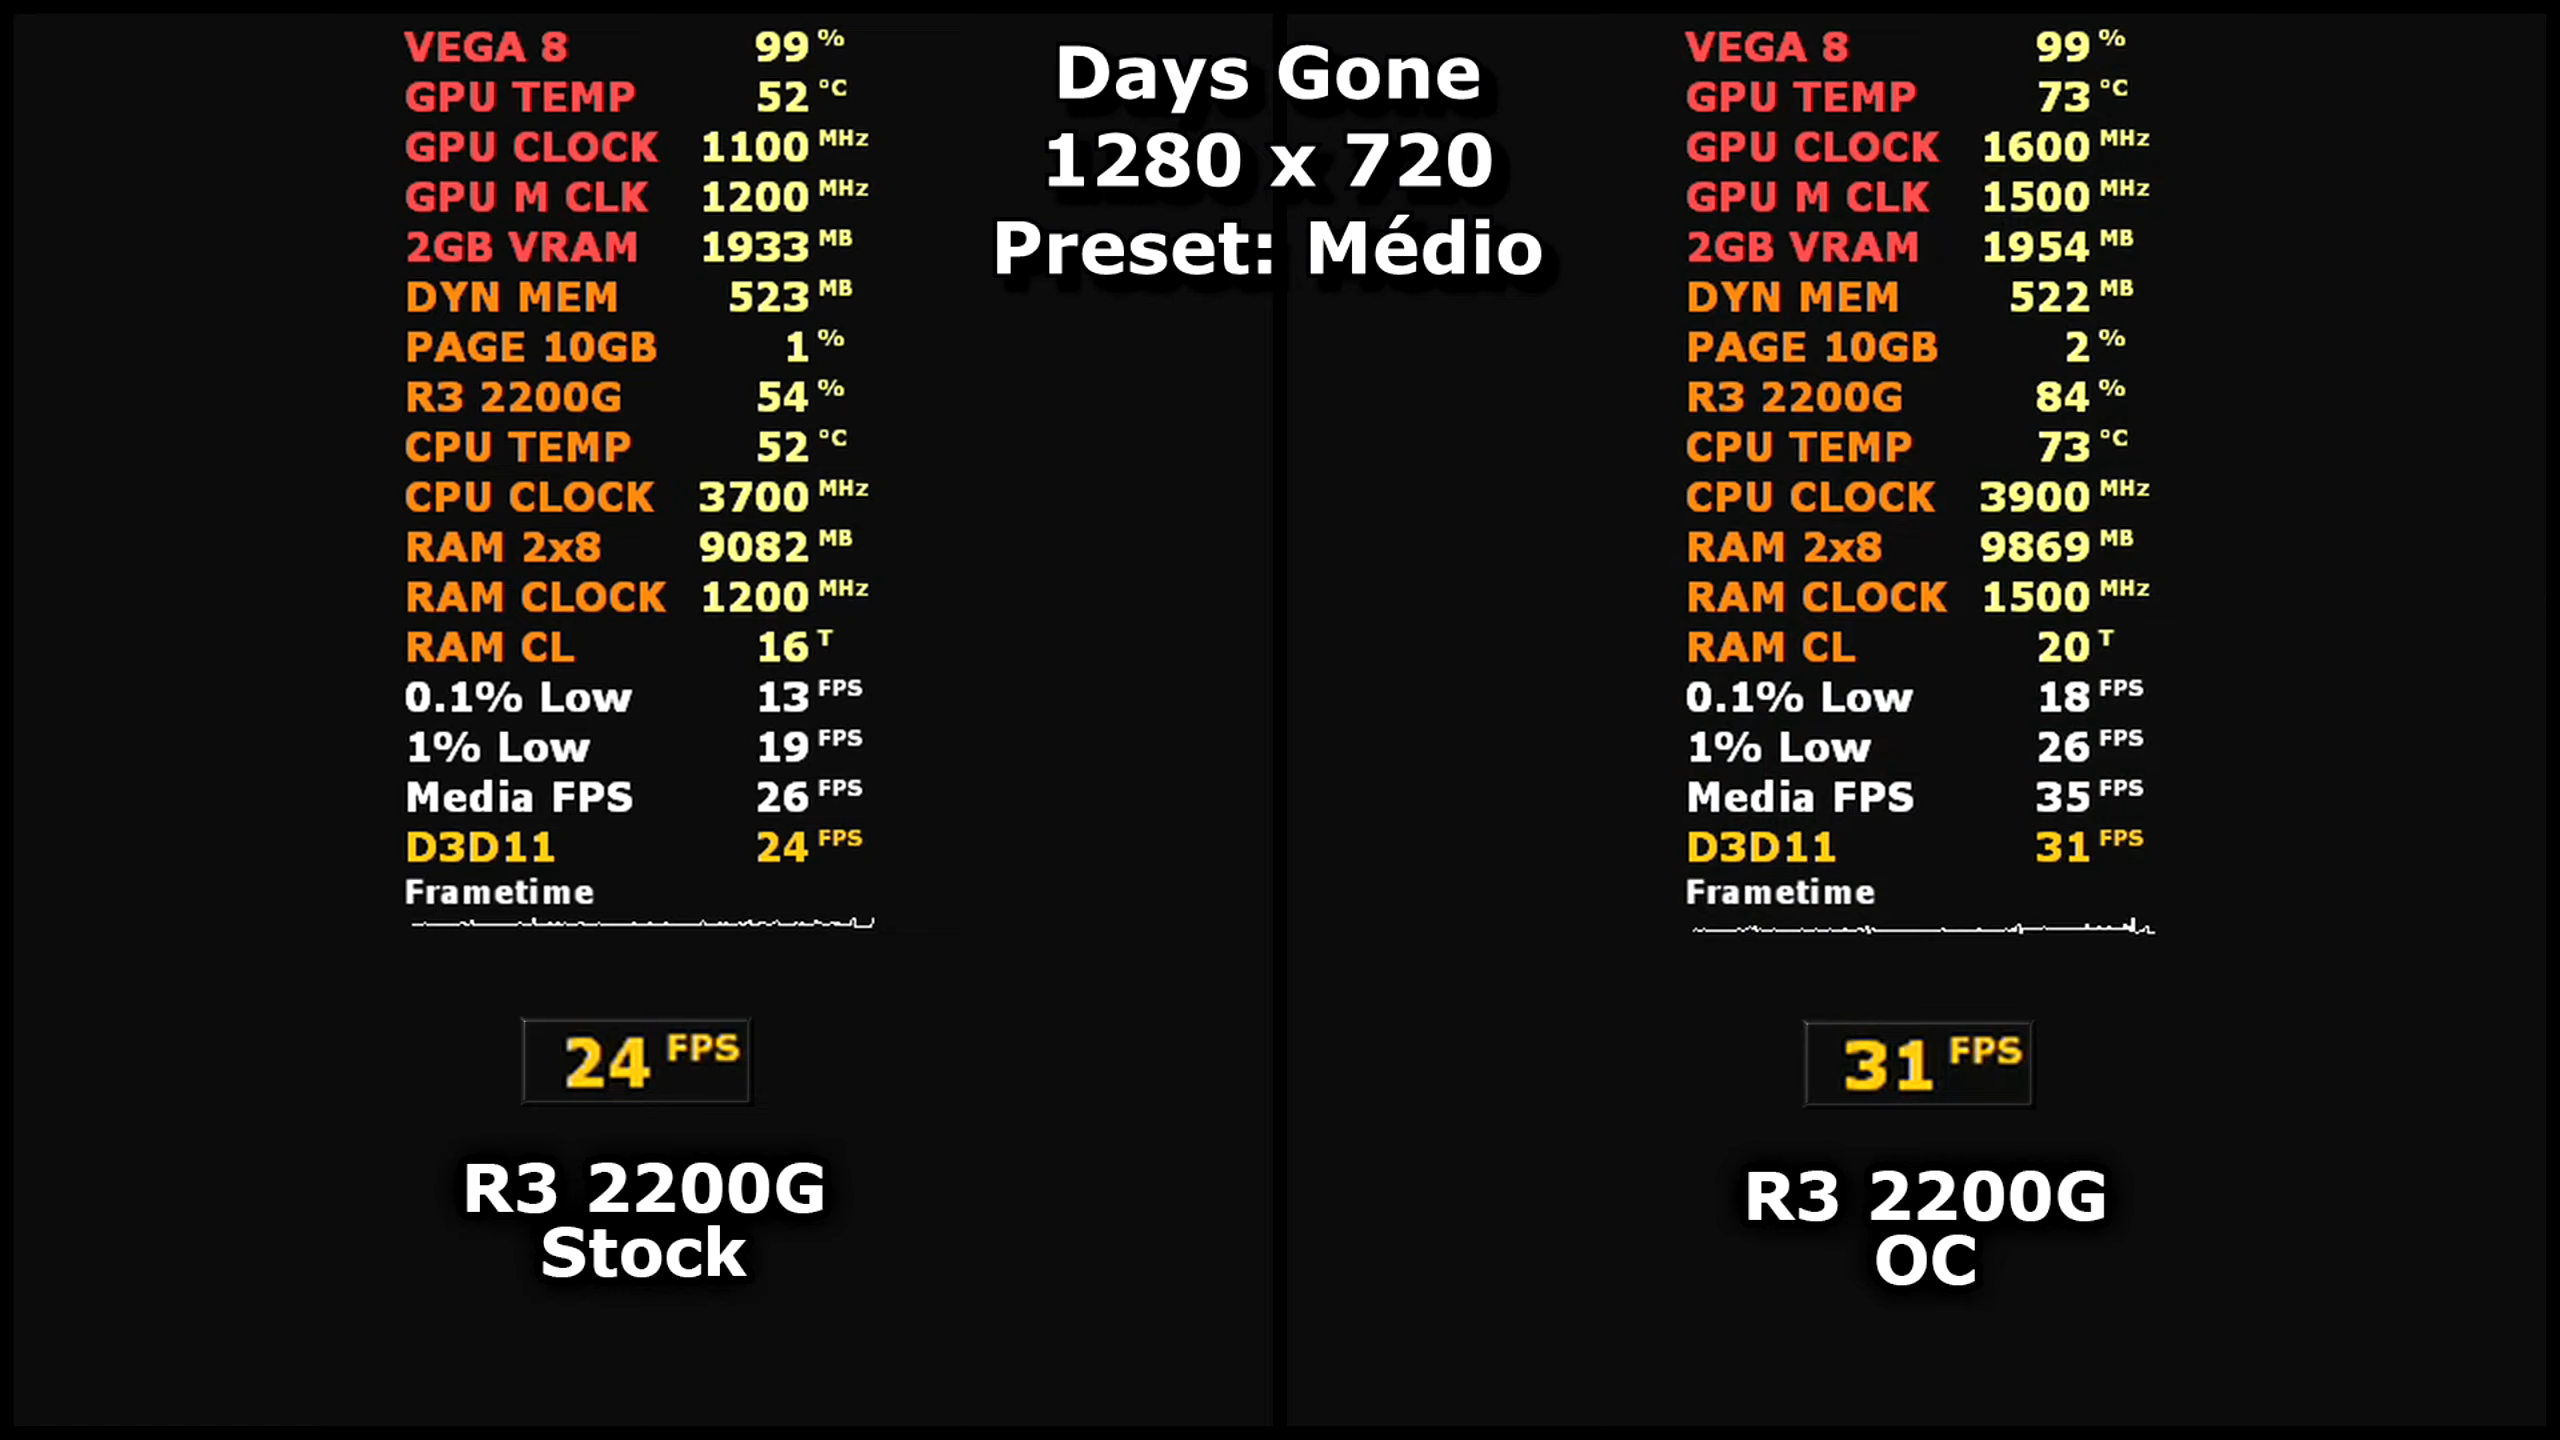 VEGA 8 99 %
GPU TEMP 52 °C
GPU CLOCK 1100 MHz
GPU M CLK 1200 MHz
2GB VRAM 1933 MB
DYN MEM 523 MB
PAGE 10GB 1 %
R3 2200G 54 %
CPU TEMP 52 °C
CPU CLOCK 3700 MHz
RAM 2x8 9082 MB
RAM CLOCK 1200 MHz
RAM CL 16 T
0.1% Low 13 FPS
1% Low 19 FPS
Media FPS 26 FPS
D3D11 24 FPS
Frametime
24 FPS
R3 2200G
Stock
Days Gone
1280 x 720
Preset: Médio
VEGA 8 99 %
GPU TEMP 73 °C
GPU CLOCK 1600 MHz
GPU M CLK 1500 MHz
2GB VRAM 1954 MB
DYN MEM 522 MB
PAGE 10GB 2 %
R3 2200G 84 %
CPU TEMP 73 °C
CPU CLOCK 3900 MHz
RAM 2x8 9869 MB
RAM CLOCK 1500 MHz
RAM CL 20 T
0.1% Low 18 FPS
1% Low 26 FPS
Media FPS 35 FPS
D3D11 31 FPS
Frametime
31 FPS
R3 2200G
OC